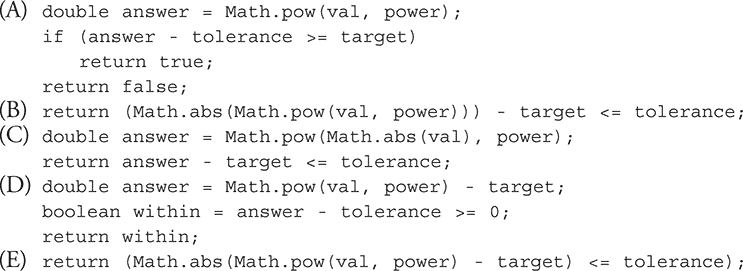 (A) double answer = Math.pow(val, power);
if (answer - tolerance >= target)
return true;
return false;
(B) return (Math.abs(Math.pow(val, power))) - target <= tolerance;
(C) double answer = Math.pow(Math.abs(val), power);
return answer - target <= tolerance;
(D) double answer = Math.pow(val, power) - target;
boolean within = answer - tolerance >= 0;
return within;
(E) return (Math.abs(Math.pow(val, power) - target) <= tolerance);